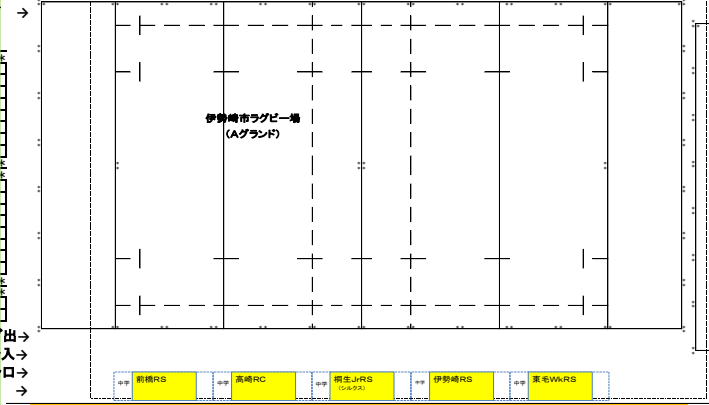 →
伊勢崎市ラグビー場
(Aグランド)
出→
入→
口→
→
中学 前橋RS 中学 高崎RC 中学 桐生JrRS 中学 伊勢崎RS 中学 東毛WkRS
(シルクス)